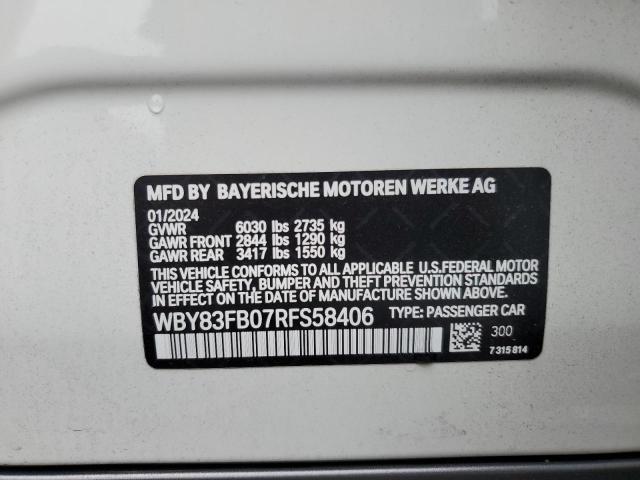 MFD BY BAYERISCHE MOTOREN WERKE AG
01/2024
GVWR 6030 lbs 2735 kg
GAWR FRONT 2844 lbs 1290 kg
GAWR REAR 3417 lbs 1550 kg
THIS VEHICLE CONFORMS TO ALL APPLICABLE U.S.FEDERAL MOTOR
VEHICLE SAFETY, BUMPER, AND THEFT PREVENTION STANDARDS
IN EFFECT ON THE DATE OF MANUFACTURE SHOWN ABOVE.
WBY83FB07RFS58406 TYPE: PASSENGER CAR
300
7315814